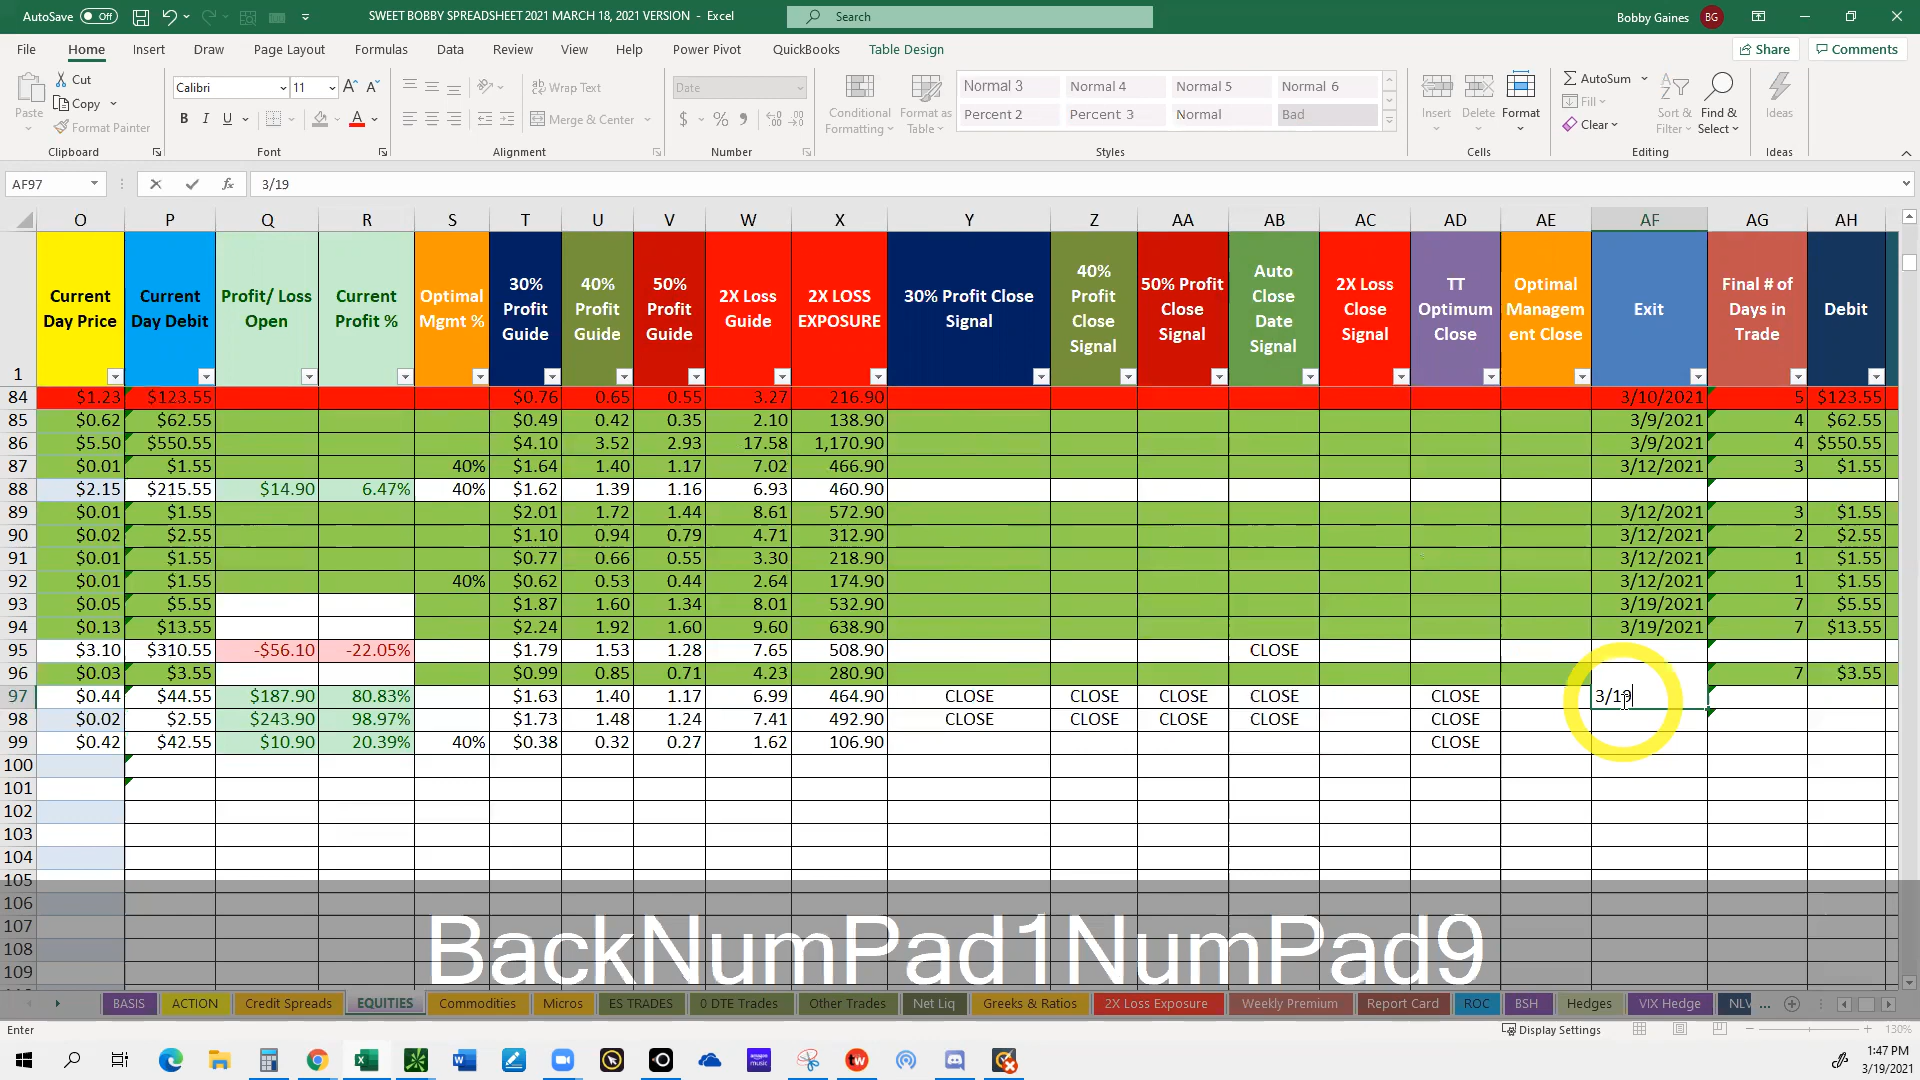 AutoSave Off SWEET BOBBY SPREADSHEET 2021 MARCH 18, 2021 VERSION - Excel Search Bobby Gaines BG
File Home Insert Draw Page Layout Formulas Data Review View Help Power Pivot QuickBooks Table Design Share Comments
Paste Cut Copy Format Painter Clipboard
Calibri 11 B I U A A Font
Wrap Text Merge & Center Alignment
Date $ % Number
Conditional Formatting Format as Table
Normal 3 Normal 4 Normal 5 Normal 6
Percent 2 Percent 3 Normal Bad
Styles
Insert Delete Format Cells
AutoSum Fill Clear Sort & Filter Find & Select Editing
Ideas Ideas
AF97 fx 3/19
O P Q R S T U V W X Y Z AA AB AC AD AE AF AG AH
1 Current Day Price Current Day Debit Profit/ Loss Open Current Profit % Optimal Mgmt % 30% Profit Guide 40% Profit Guide 50% Profit Guide 2X Loss Guide 2X LOSS EXPOSURE 30% Profit Close Signal 40% Profit Close Signal 50% Profit Close Signal Auto Close Date Signal 2X Loss Close Signal TT Optimum Close Optimal Managem ent Close Exit Final # of Days in Trade Debit
84 $1.23 $123.55 $0.76 0.65 0.55 3.27 216.90 3/10/2021 5 $123.55
85 $0.62 $62.55 $0.49 0.42 0.35 2.10 138.90 3/9/2021 4 $62.55
86 $5.50 $550.55 $4.10 3.52 2.93 17.58 1,170.90 3/9/2021 4 $550.55
87 $0.01 $1.55 40% $1.64 1.40 1.17 7.02 466.90 3/12/2021 3 $1.55
88 $2.15 $215.55 $14.90 6.47% 40% $1.62 1.39 1.16 6.93 460.90
89 $0.01 $1.55 $2.01 1.72 1.44 8.61 572.90 3/12/2021 3 $1.55
90 $0.02 $2.55 $1.10 0.94 0.79 4.71 312.90 3/12/2021 2 $2.55
91 $0.01 $1.55 $0.77 0.66 0.55 3.30 218.90 3/12/2021 1 $1.55
92 $0.01 $1.55 40% $0.62 0.53 0.44 2.64 174.90 3/12/2021 1 $1.55
93 $0.05 $5.55 $1.87 1.60 1.34 8.01 532.90 3/19/2021 7 $5.55
94 $0.13 $13.55 $2.24 1.92 1.60 9.60 638.90 3/19/2021 7 $13.55
95 $3.10 $310.55 -$56.10 -22.05% $1.79 1.53 1.28 7.65 508.90 CLOSE
96 $0.03 $3.55 $0.99 0.85 0.71 4.23 280.90 7 $3.55
97 $0.44 $44.55 $187.90 80.83% $1.63 1.40 1.17 6.99 464.90 CLOSE CLOSE CLOSE CLOSE CLOSE 3/19
98 $0.02 $2.55 $243.90 98.97% $1.73 1.48 1.24 7.41 492.90 CLOSE CLOSE CLOSE CLOSE CLOSE
99 $0.42 $42.55 $10.90 20.39% 40% $0.38 0.32 0.27 1.62 106.90 CLOSE
100
101
102
103
104
105
106
107
108
109
BackNumPad1NumPad9
BASIS ACTION Credit Spreads EQUITIES Commodities Micros ES TRADES 0 DTE Trades Other Trades Net Liq Greeks & Ratios 2X Loss Exposure Weekly Premium Report Card ROC BSH Hedges VIX Hedge NLV ...
Enter Display Settings 130%
1:47 PM
3/19/2021